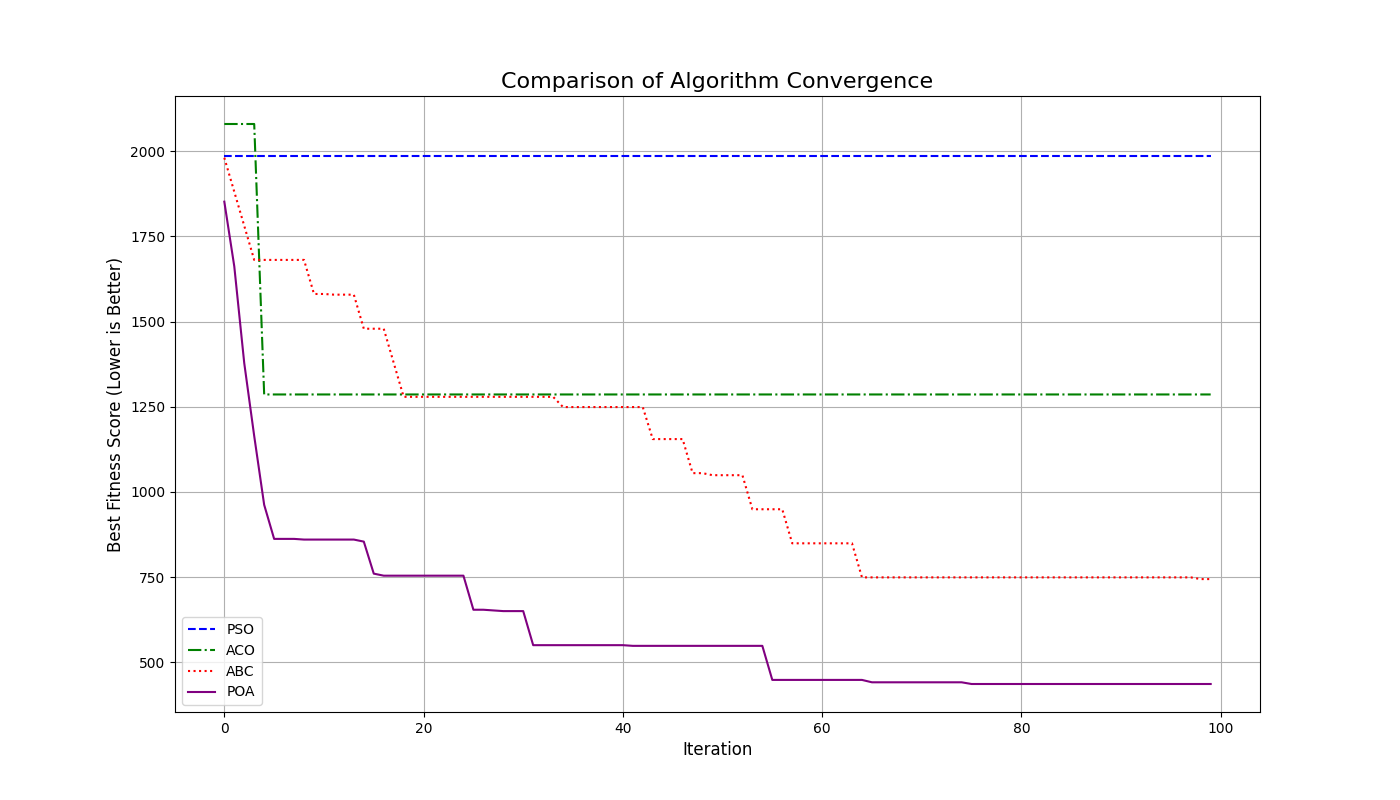 Comparison of Algorithm Convergence
Best Fitness Score (Lower is Better)
2000
1750
1500
1250
1000
750
500
PSO
ACO
ABC
POA
0 20 40 60 80 100
Iteration